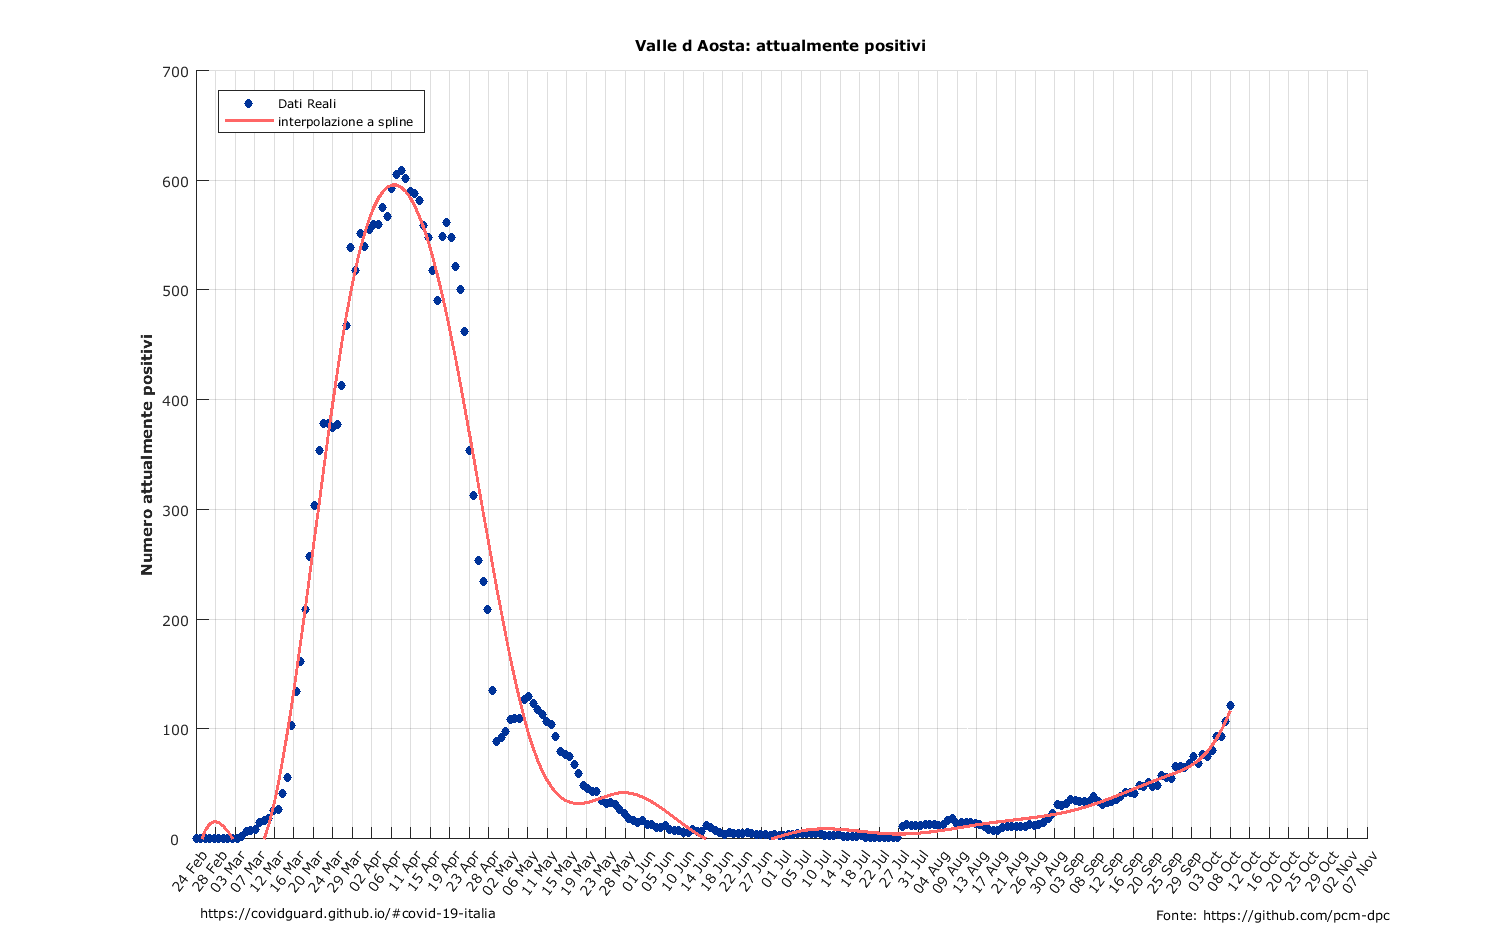 Valle d Aosta: attualmente positivi
Dati Reali
interpolazione a spline
Numero attualmente positivi
700
600
500
400
300
200
100
0
24 Feb
28 Feb
03 Mar
07 Mar
12 Mar
16 Mar
20 Mar
24 Mar
29 Mar
02 Apr
06 Apr
11 Apr
15 Apr
19 Apr
23 Apr
28 Apr
02 May
06 May
11 May
15 May
19 May
23 May
28 May
01 Jun
05 Jun
10 Jun
14 Jun
18 Jun
22 Jun
27 Jun
01 Jul
05 Jul
10 Jul
14 Jul
18 Jul
22 Jul
27 Jul
31 Jul
04 Aug
09 Aug
13 Aug
17 Aug
21 Aug
26 Aug
30 Aug
03 Sep
08 Sep
12 Sep
16 Sep
20 Sep
25 Sep
29 Sep
03 Oct
08 Oct
12 Oct
16 Oct
20 Oct
25 Oct
29 Oct
02 Nov
07 Nov
https://covidguard.github.io/#covid-19-italia
Fonte: https://github.com/pcm-dpc